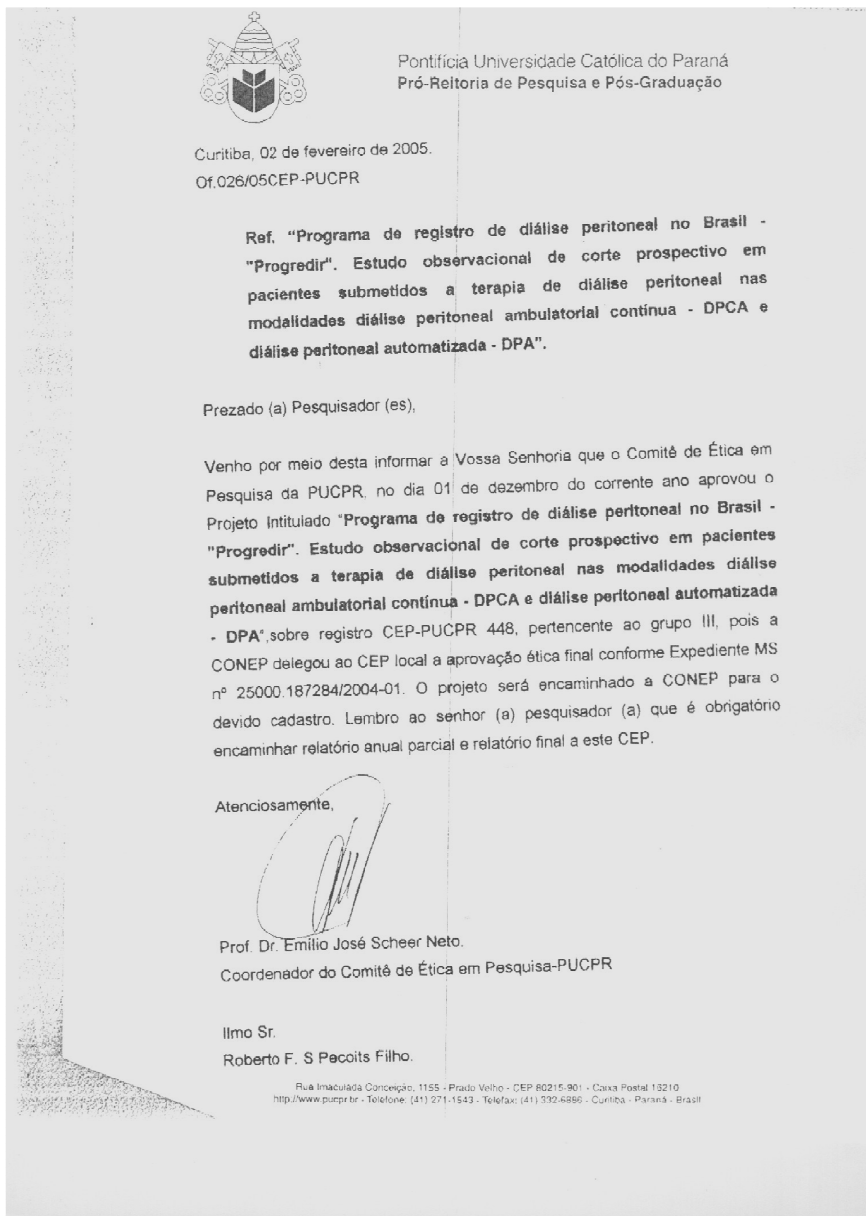 Pontifícia Universidade Católica do Paraná
Pró-Reitoria de Pesquisa e Pós-Graduação
Curitiba, 02 de fevereiro de 2005.
Of.026/05CEP-PUCPR
Ref. "Programa de registro de diálise peritoneal no Brasil -
"Progredir". Estudo observacional de corte prospectivo em
pacientes submetidos a terapia de diálise peritoneal nas
modalidades diálise peritoneal ambulatorial contínua - DPCA e
diálise peritoneal automatizada - DPA".
Prezado (a) Pesquisador (es),
Venho por meio desta informar a Vossa Senhoria que o Comitê de Ética em
Pesquisa da PUCPR, no dia 01 de dezembro do corrente ano aprovou o
Projeto Intitulado "Programa de registro de diálise peritoneal no Brasil -
"Progredir". Estudo observacional de corte prospectivo em pacientes
submetidos a terapia de diálise peritoneal nas modalidades diálise
peritoneal ambulatorial contínua - DPCA e diálise peritoneal automatizada
- DPA",sobre registro CEP-PUCPR 448, pertencente ao grupo III, pois a
CONEP delegou ao CEP local a aprovação ética final conforme Expediente MS
nº 25000.187284/2004-01. O projeto será encaminhado a CONEP para o
devido cadastro. Lembro ao senhor (a) pesquisador (a) que é obrigatório
encaminhar relatório anual parcial e relatório final a este CEP.
Atenciosamente,
Prof. Dr. Emilio José Scheer Neto.
Coordenador do Comitê de Ética em Pesquisa-PUCPR
Ilmo Sr.
Roberto F. S Pecoits Filho.
Rua Imaculada Conceição, 1155 - Prado Velho - CEP 80215-901 - Caixa Postal 16210
http://www.pucpr.br - Telefone: (41) 271-1543 - Telefax: (41) 332-6886 - Curitiba - Paraná - Brasil